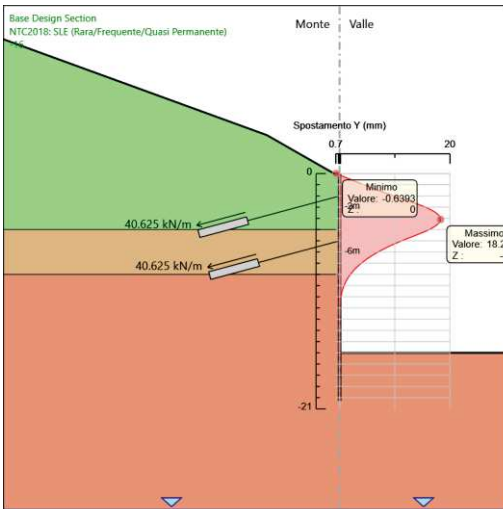 Base Design Section
NTC2018: SLE (Rara/Frequente/Quasi Permanente)
Monte
Valle
Spostamento Y (mm)
0.7
20
0
Minimo
Valore: -0.6393
Z : 0
40.625 kN/m
Massimo
Valore: 18.2
Z :
-6m
40.625 kN/m
-21